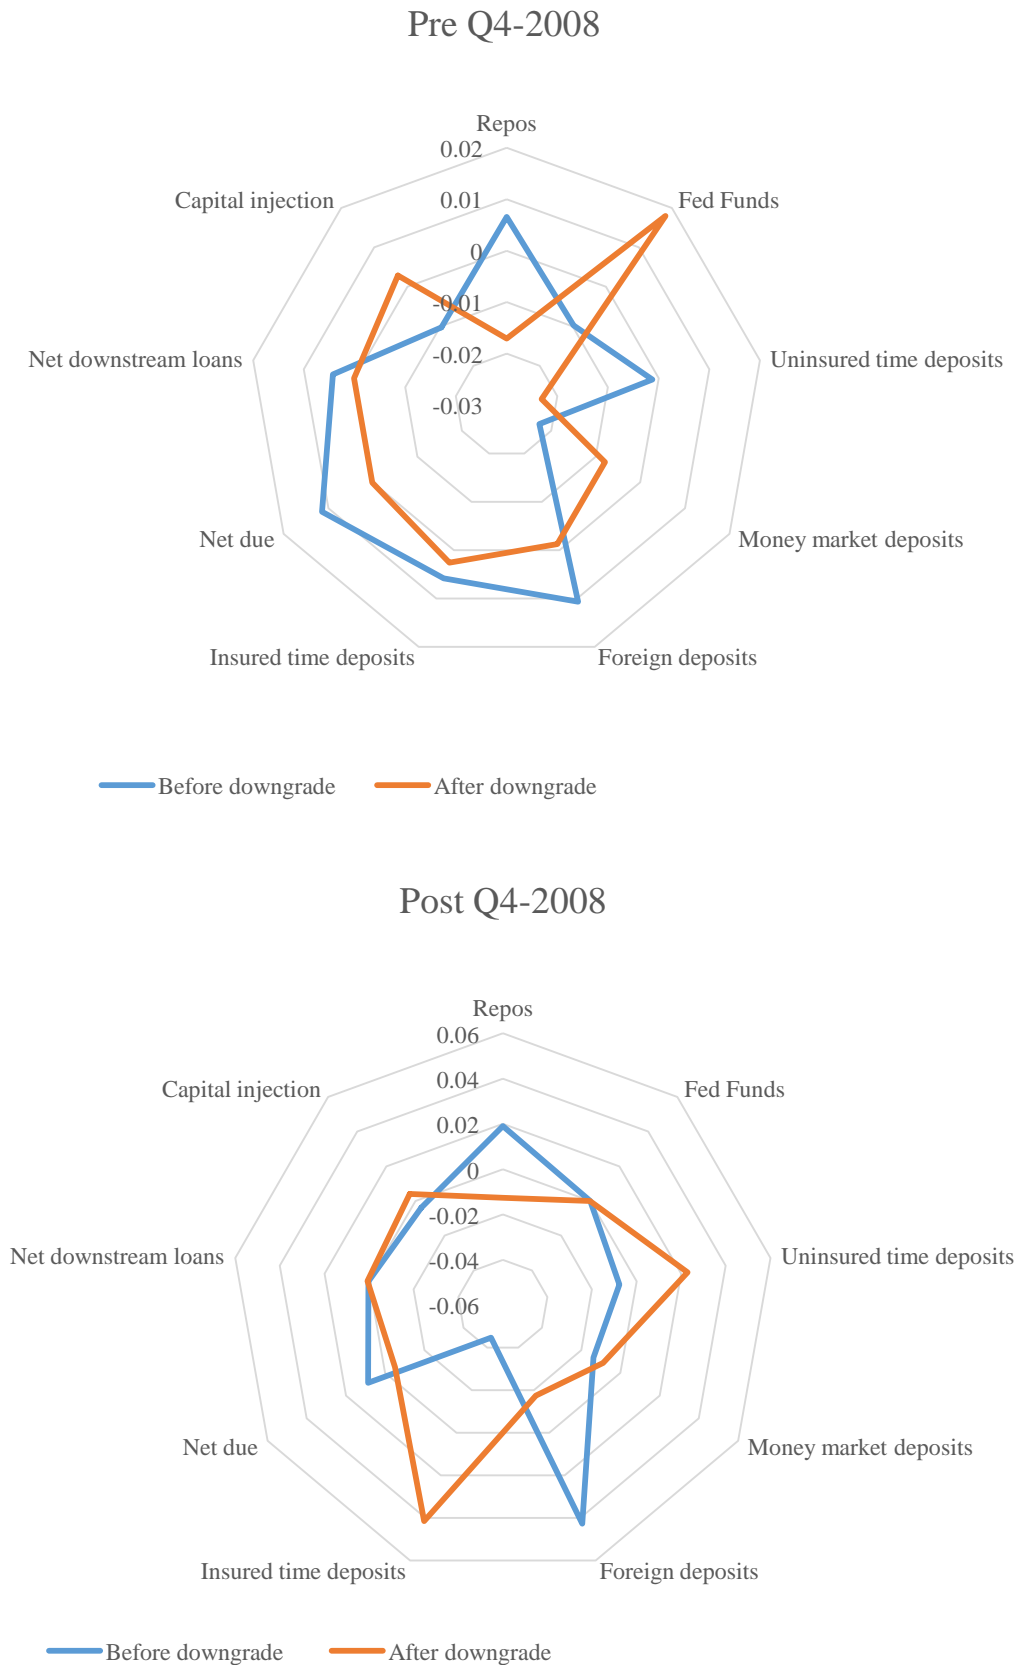 Pre Q4-2008
Repos
0.02
Capital injection
Fed Funds
0.01
0
-0.01
Net downstream loans
Uninsured time deposits
-0.02
-0.03
Net due
Money market deposits
Insured time deposits
Foreign deposits
Before downgrade
After downgrade
Post Q4-2008
Repos
0.06
Capital injection
Fed Funds
0.04
0.02
0
-0.02
Net downstream loans
Uninsured time deposits
-0.04
-0.06
Net due
Money market deposits
Insured time deposits
Foreign deposits
Before downgrade
After downgrade